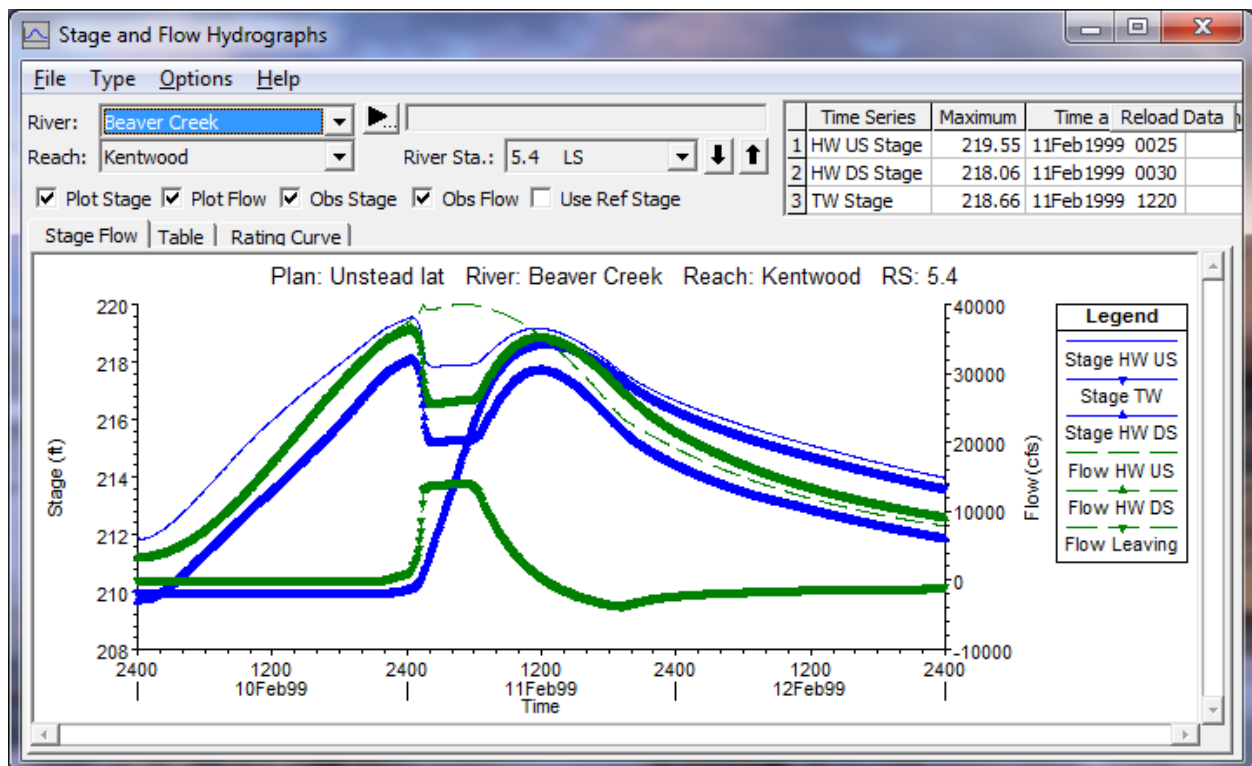 Stage and Flow Hydrographs
File Type Options Help
River: Beaver Creek
Reach: Kentwood River Sta.: 5.4 LS
Plot Stage Plot Flow Obs Stage Obs Flow Use Ref Stage
Time Series Maximum Time a Reload Data
1 HW US Stage 219.55 11Feb1999 0025
2 HW DS Stage 218.06 11Feb1999 0030
3 TW Stage 218.66 11Feb1999 1220
Stage Flow Table Rating Curve
Plan: Unstead lat River: Beaver Creek Reach: Kentwood RS: 5.4
220
218
216
214
212
210
208
Stage (ft)
40000
30000
20000
10000
0
-10000
Flow (cfs)
2400 1200 2400 1200 2400 1200 2400
10Feb99 11Feb99 12Feb99
Time
Legend
Stage HW US
Stage TW
Stage HW DS
Flow HW US
Flow HW DS
Flow Leaving